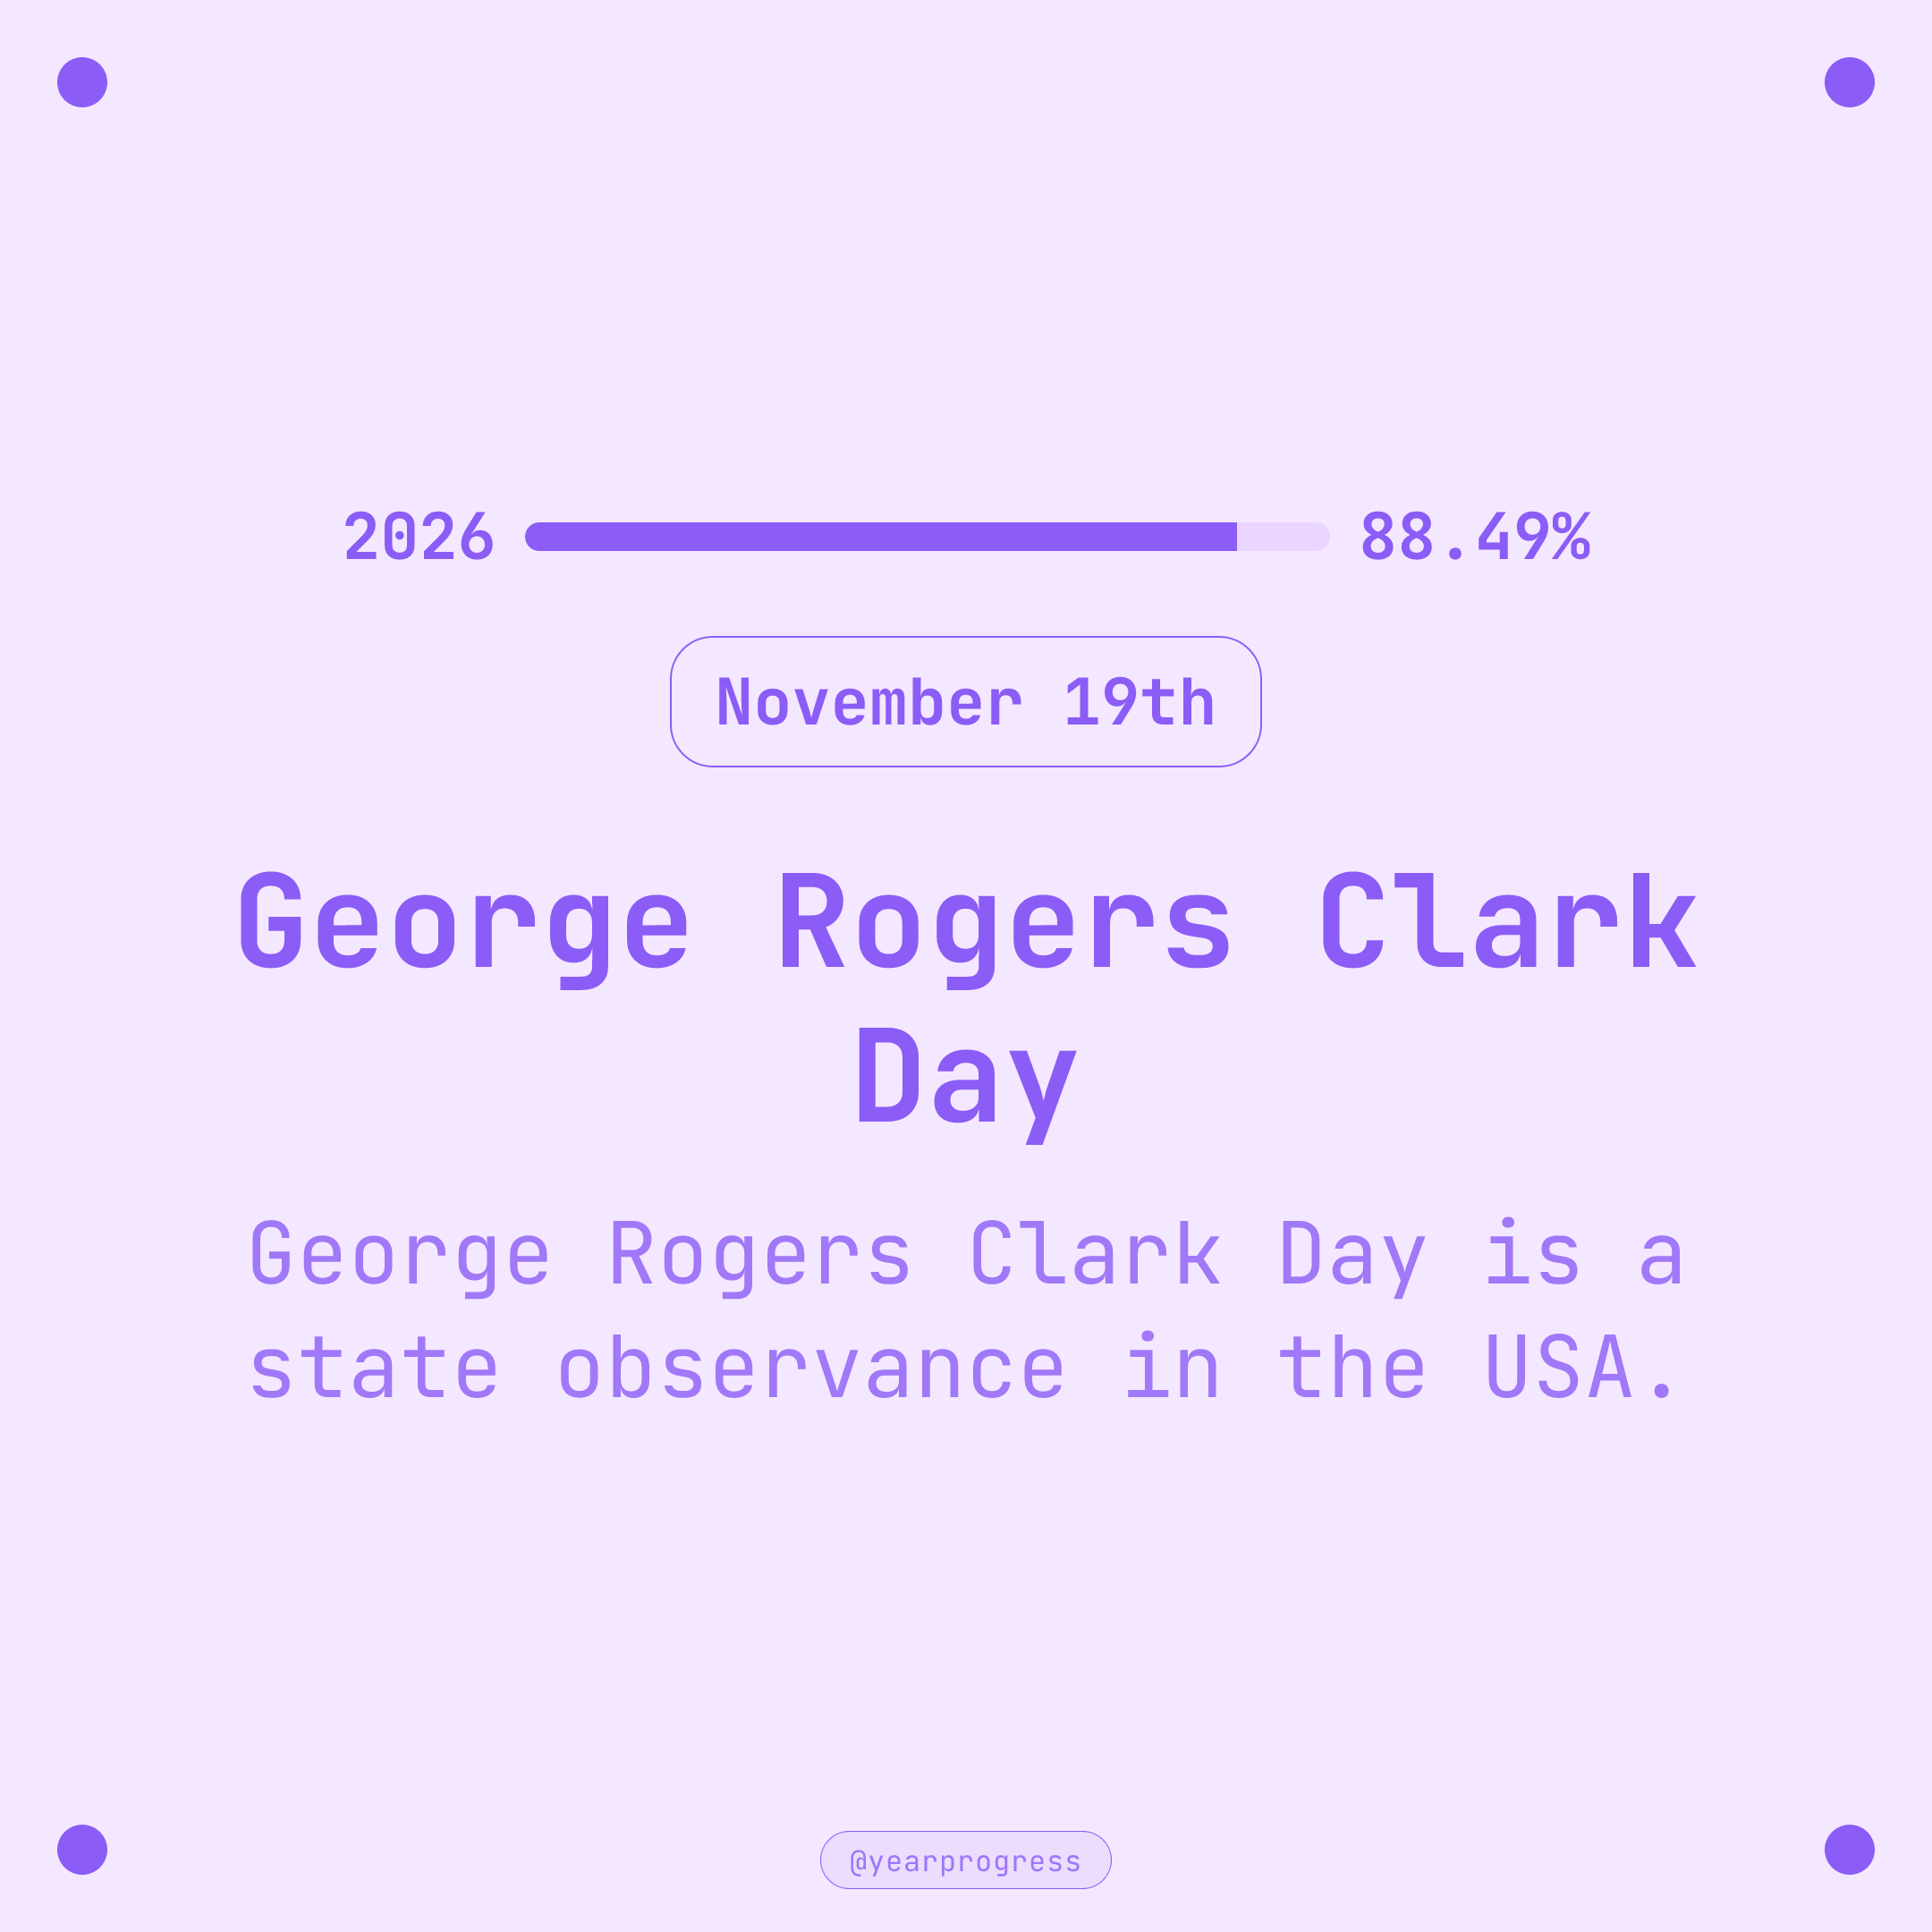 2026 88.49%
November 19th
George Rogers Clark
Day
George Rogers Clark Day is a
state observance in the USA.
@yearprogress